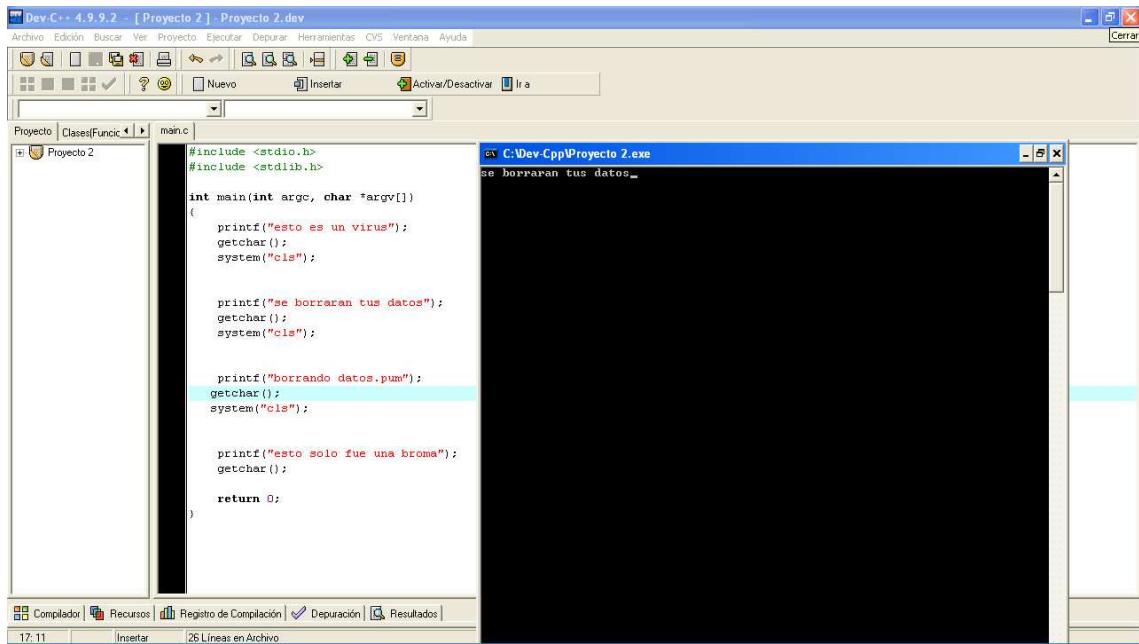 Dev-C++ 4.9.9.2 - [ Proyecto 2 ] - Proyecto 2.dev
Archivo Edición Buscar Ver Proyecto Ejecutar Depurar Herramientas CVS Ventana Ayuda
Cerrar
Nuevo Insertar Activar/Desactivar Ir a
Proyecto Clases(Funcic main.c
Proyecto 2
#include <stdio.h>
#include <stdlib.h>
int main(int argc, char *argv[])
{
printf("esto es un virus");
getchar();
system("cls");
printf("se borraran tus datos");
getchar();
system("cls");
printf("borrando datos.pum");
getchar();
system("cls");
printf("esto solo fue una broma");
getchar();
return 0;
}
C:\Dev-Cpp\Proyecto 2.exe
se borraran tus datos_
Compilador Recursos Registro de Compilación Depuración Resultados
17: 11 Insertar 26 Líneas en Archivo